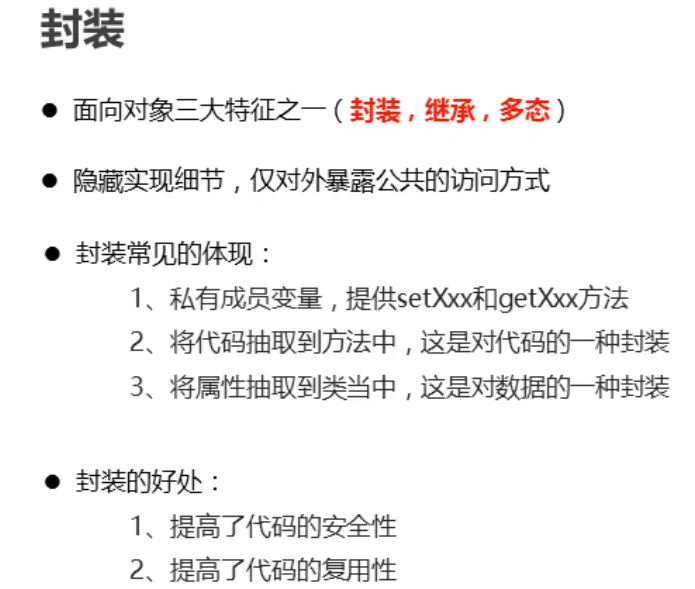 封装
● 面向对象三大特征之一（封装，继承，多态）
● 隐藏实现细节，仅对外暴露公共的访问方式
● 封装常见的体现：
1、私有成员变量，提供setXxx和getXxx方法
2、将代码抽取到方法中，这是对代码的一种封装
3、将属性抽取到类当中，这是对数据的一种封装
● 封装的好处：
1、提高了代码的安全性
2、提高了代码的复用性